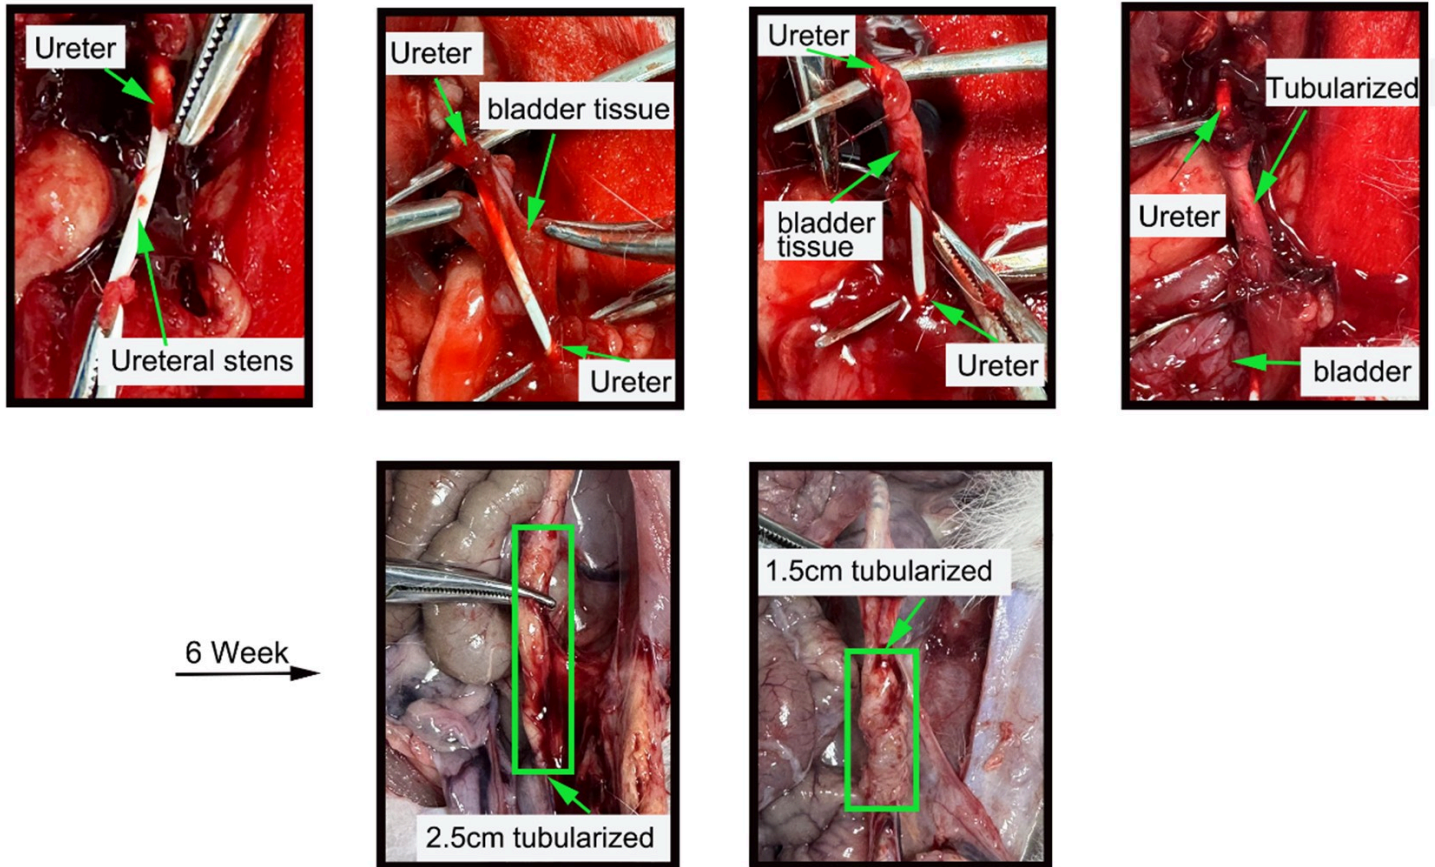 Ureter
Ureteral stens
Ureter
bladder tissue
Ureter
Ureter
bladder
tissue
Ureter
Tubularized
Ureter
bladder
6 Week
2.5cm tubularized
1.5cm tubularized